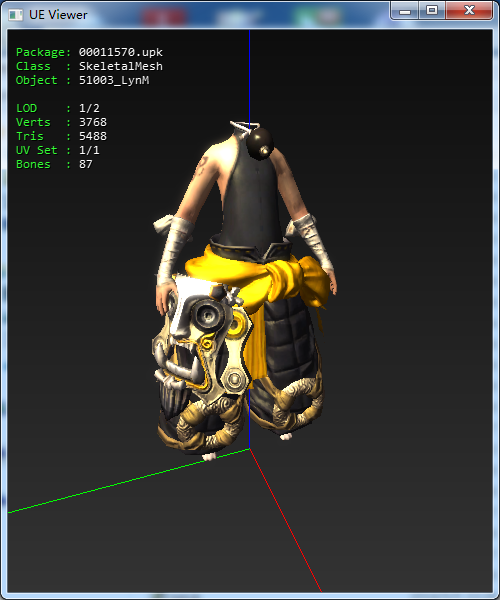 UE Viewer
Package: 00011570.upk
Class  : SkeletalMesh
Object : 51003_LynM
LOD    : 1/2
Verts  : 3768
Tris   : 5488
UV Set : 1/1
Bones  : 87